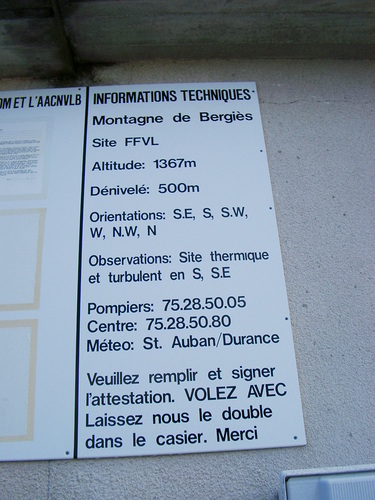 OM ET L'AACNVLB
INFORMATIONS TECHNIQUES
Montagne de Bergiès
Site FFVL
Altitude: 1367m
Dénivelé: 500m
Orientations: S.E, S, S.W,
W, N.W, N
Observations: Site thermique
et turbulent en S, S.E
Pompiers: 75.28.50.05
Centre: 75.28.50.80
Méteo: St. Auban/Durance
Veuillez remplir et signer
l'attestation. VOLEZ AVEC
Laissez nous le double
dans le casier. Merci